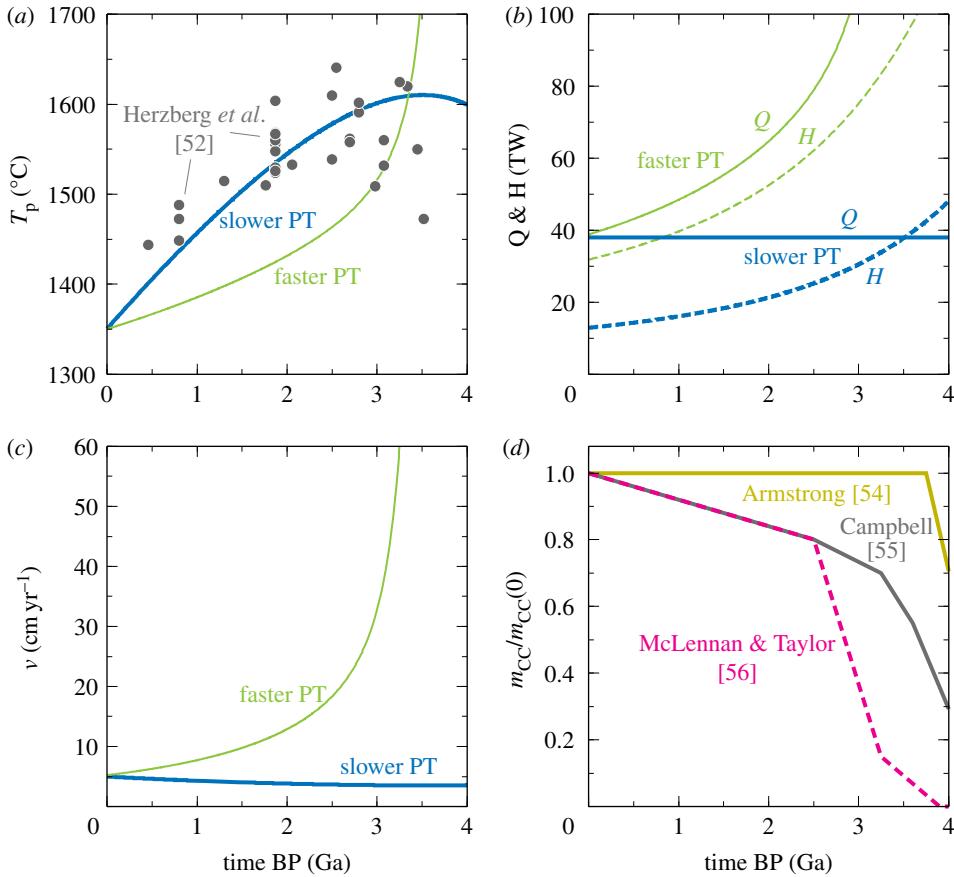 (a)
1700
1600
1500
1400
1300
T_p (°C)
Herzberg et al.
[52]
slower PT
faster PT
0
1
2
3
4
(b)
100
80
60
40
20
0
Q & H (TW)
Q
H
faster PT
Q
slower PT
H
1
2
3
4
(c)
60
50
40
30
20
10
0
v (cm yr⁻¹)
faster PT
slower PT
1
2
3
4
time BP (Ga)
(d)
1.0
0.8
0.6
0.4
0.2
0
m_CC/m_CC(0)
Armstrong [54]
Campbell
[55]
McLennan & Taylor
[56]
1
2
3
4
time BP (Ga)